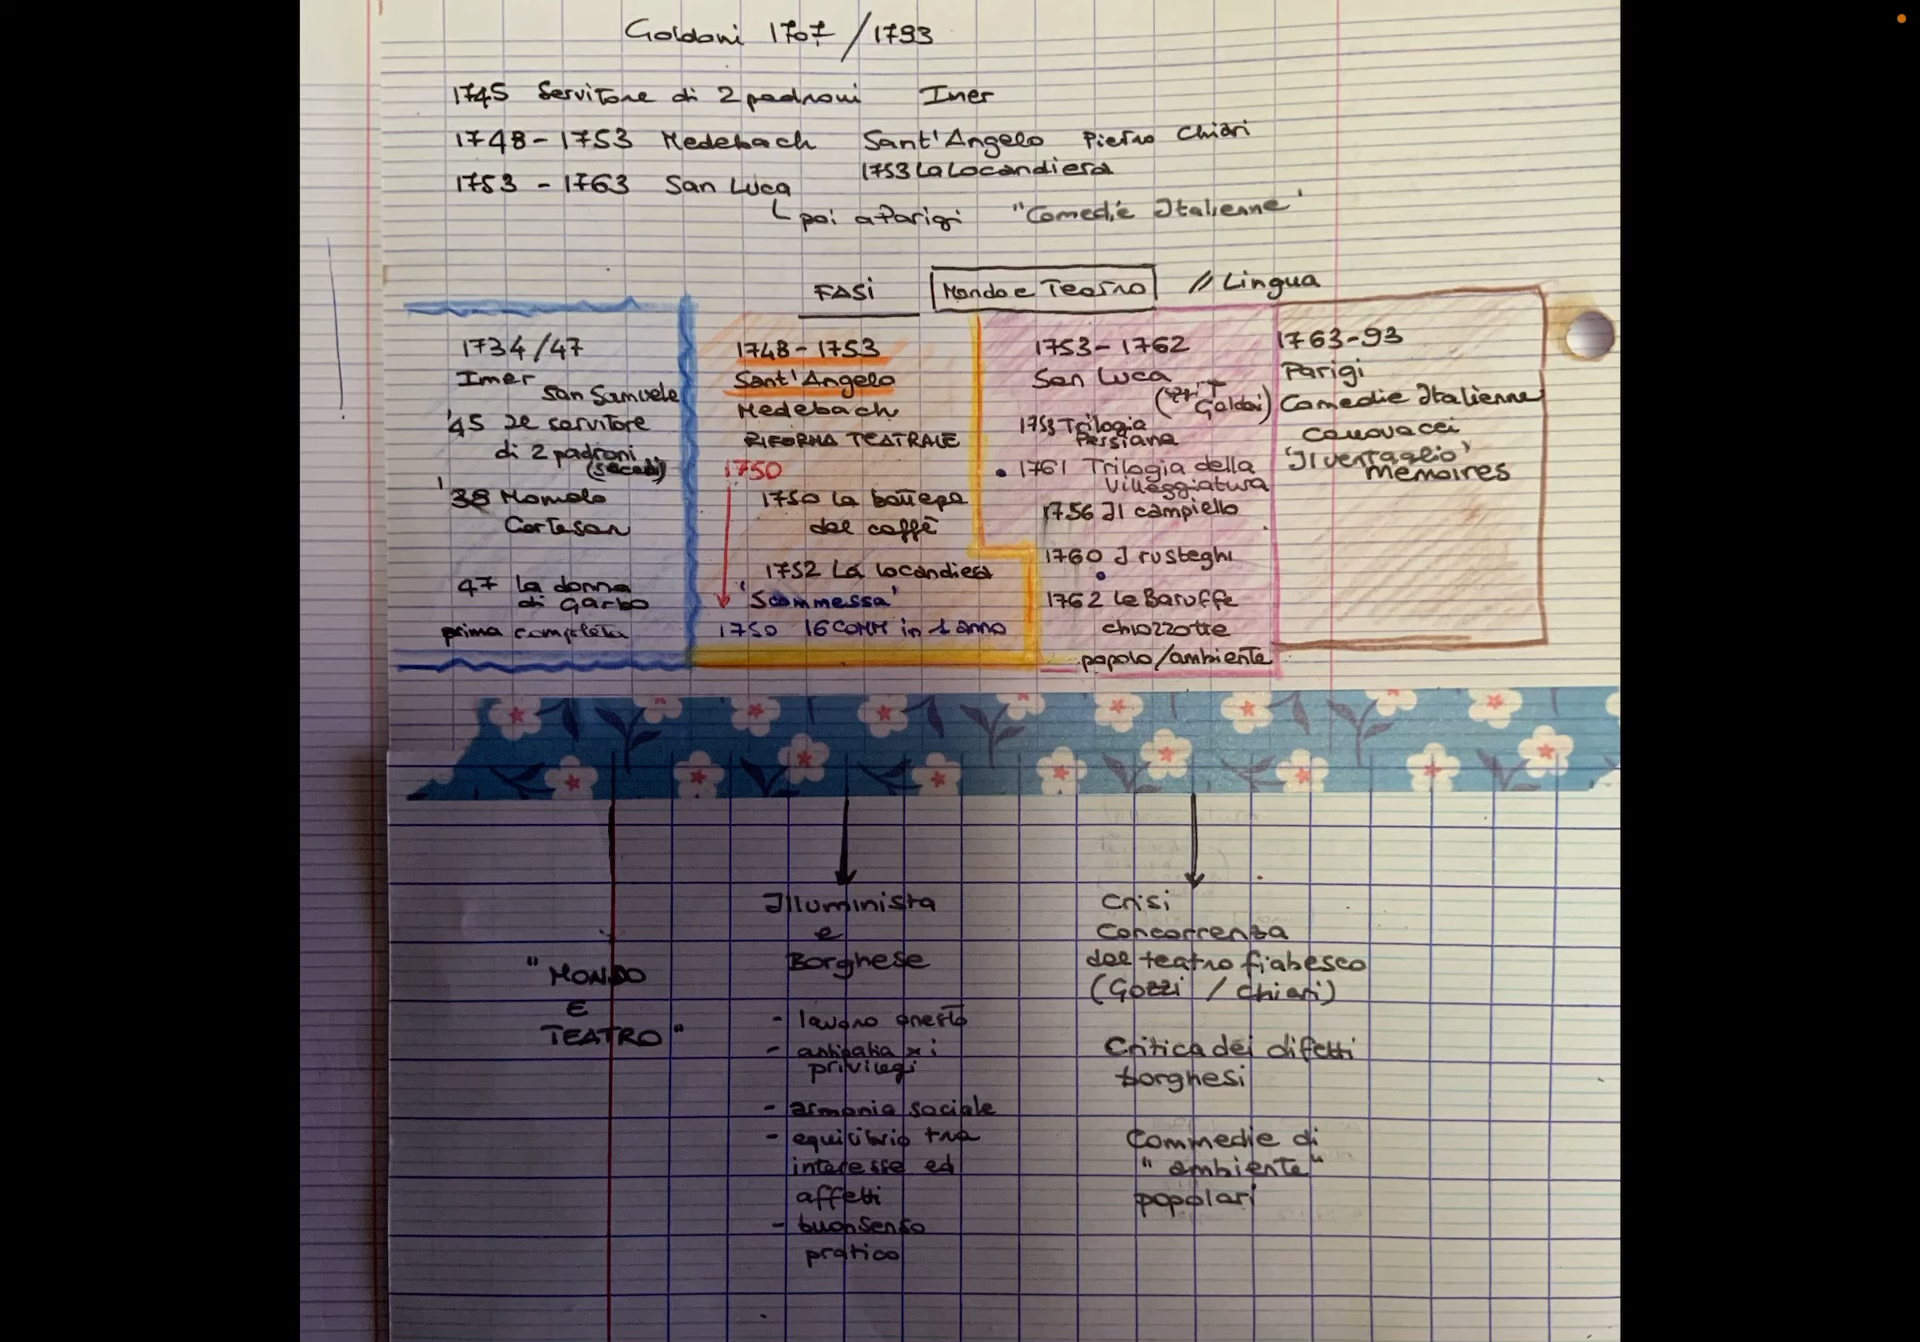 Goldoni 1707/1793
1745 Servitore di 2 padroni Imer
1748-1753 Medebach Sant'Angelo Pietro Chiari
1753 La Locandiera
1753 - 1763 San Luca
poi a Parigi "Comedie Italienne"
FASI Mondo e Teatro // Lingua
1734/47
Imer
San Samuele
'45 Il servitore
di 2 padroni
(Sacchi)
'38 Momolo
Cortesan
47 la donna
di Garbo
prima completa
1748-1753
Sant'Angelo
Medebach
RIFORMA TEATRALE
1750
1750 La bottega
del caffè
1752 La locandiera
'Scommessa'
1750 16 COMM in 1 anno
1753-1762
San Luca
Goldoni)
1753 Trilogia
Persiana
1761 Trilogia della
Villeggiatura
1756 Il campiello
1760 I rusteghi
1762 Le Baruffe
chiozzotte
popolo/ambiente
1763-93
Parigi
Comedie Italienne
canovacci
'Il ventaglio'
Mémoires
"MONDO
E
TEATRO"
Illuminista
e
Borghese
- lavoro onesto
- antipatia x i
privilegi
- armonia sociale
- equilibrio tra
interesse ed
affetti
- buonsenso
pratico
Crisi
Concorrenza
del teatro fiabesco
(Gozzi / Chiari)
Critica dei difetti
borghesi
Commedie di
"ambiente"
popolari